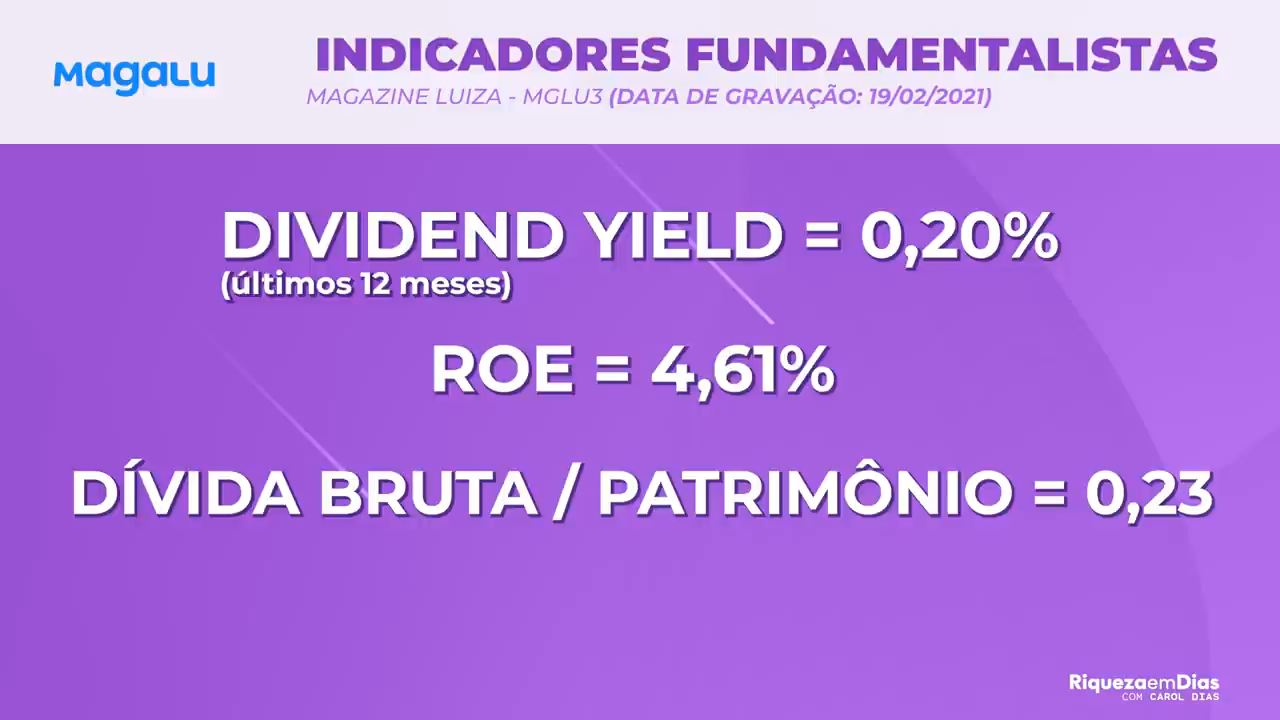 Magalu
INDICADORES FUNDAMENTALISTAS
MAGAZINE LUIZA - MGLU3 (DATA DE GRAVAÇÃO: 19/02/2021)
DIVIDEND YIELD = 0,20%
(últimos 12 meses)
ROE = 4,61%
DÍVIDA BRUTA / PATRIMÔNIO = 0,23
RiquezaemDias
COM CAROL DIAS